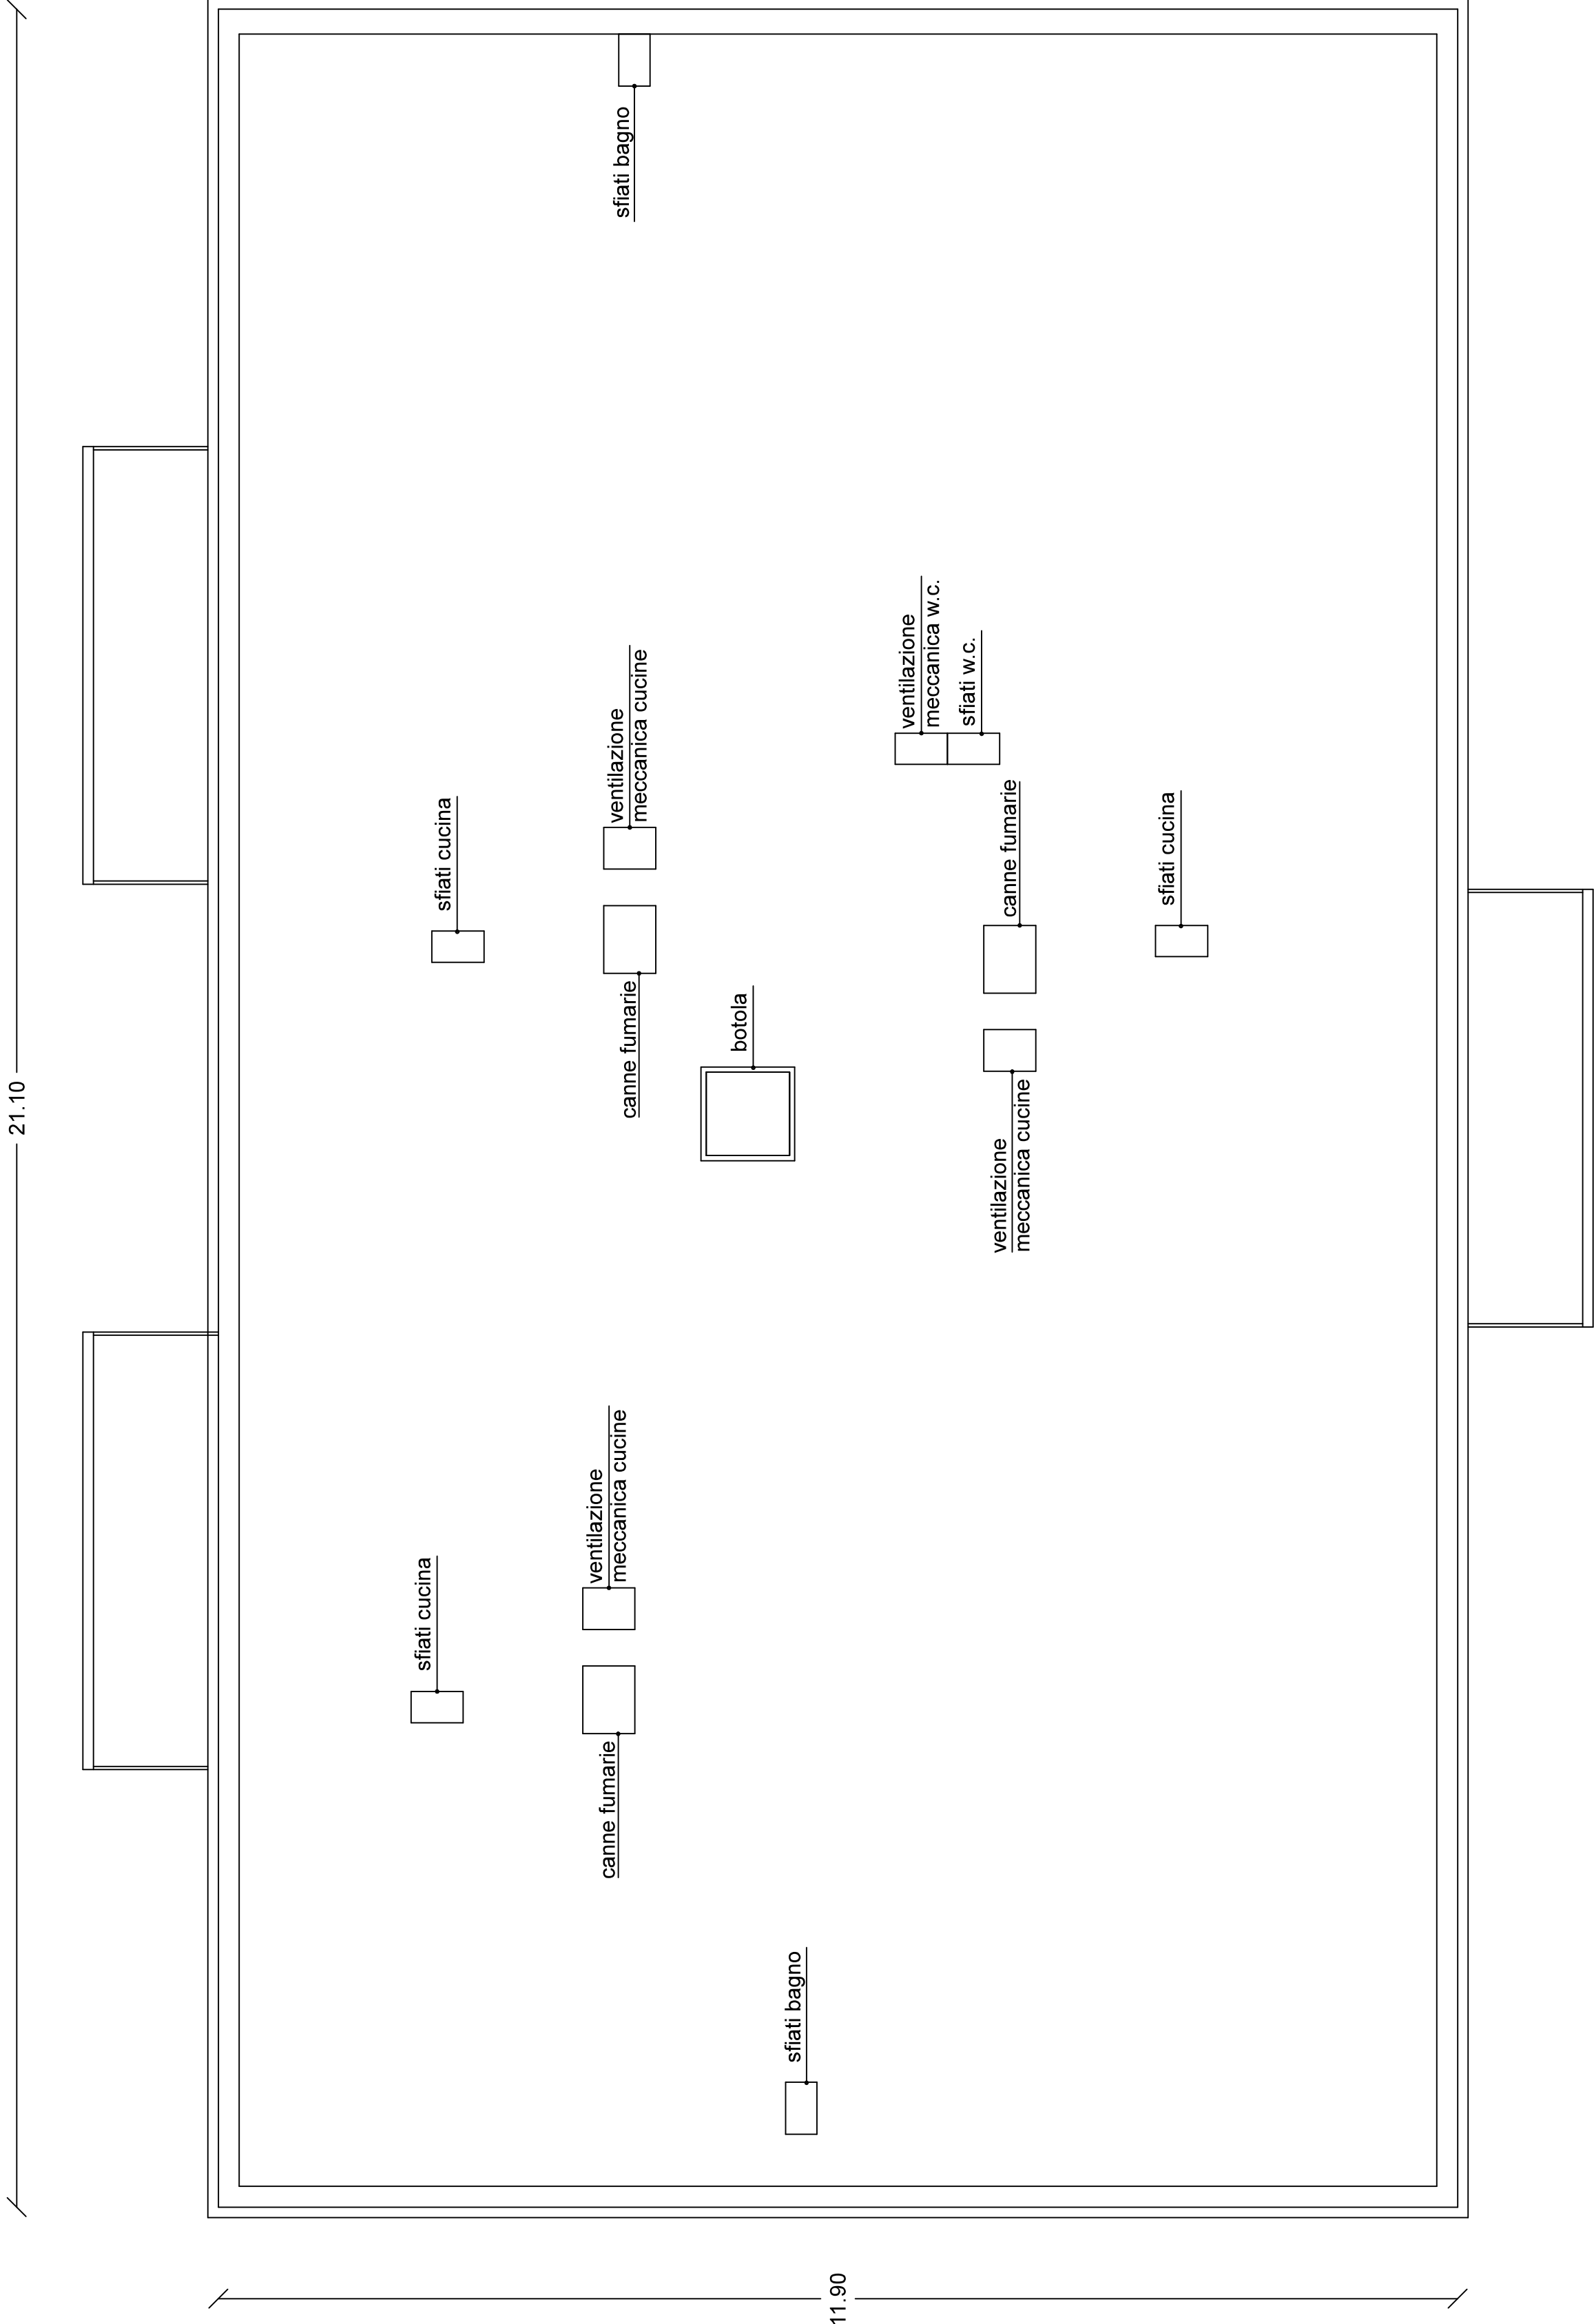 sfiati bagno
ventilazione
meccanica w.c.
sfiati w.c.
ventilazione
meccanica cucine
sfiati cucina
canne fumarie
sfiati cucina
canne fumarie
botola
21.10
ventilazione
meccanica cucine
ventilazione
meccanica cucine
sfiati cucina
canne fumarie
sfiati bagno
11.90